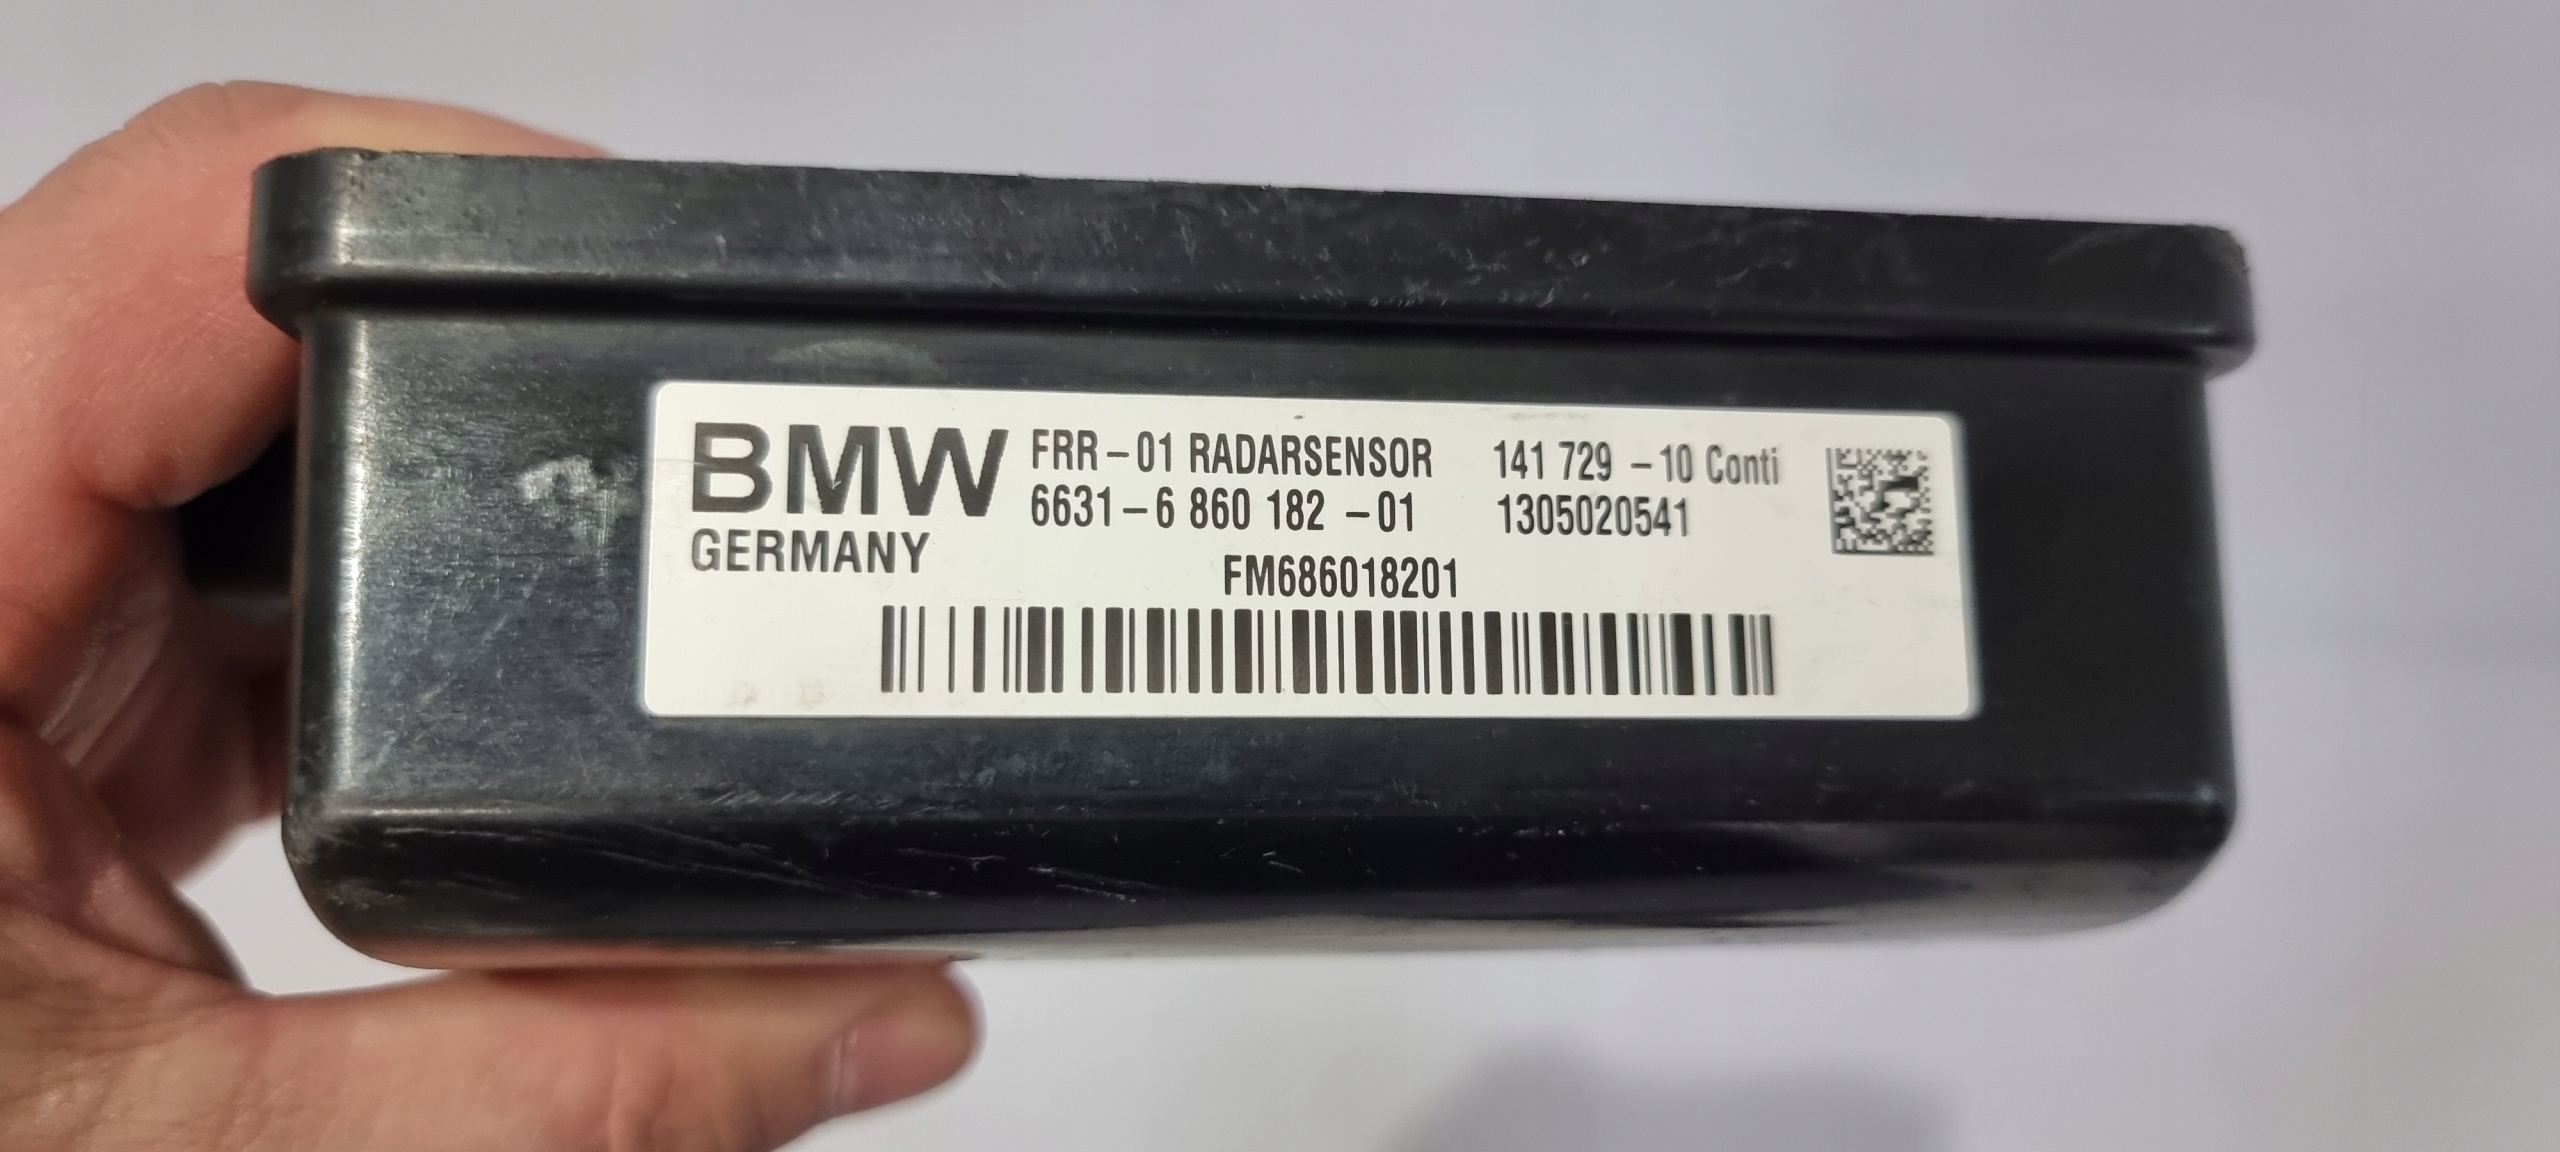 BMW
GERMANY
FRR-01 RADARSENSOR 141 729 -10 Conti
6631-6 860 182 -01 1305020541
FM686018201